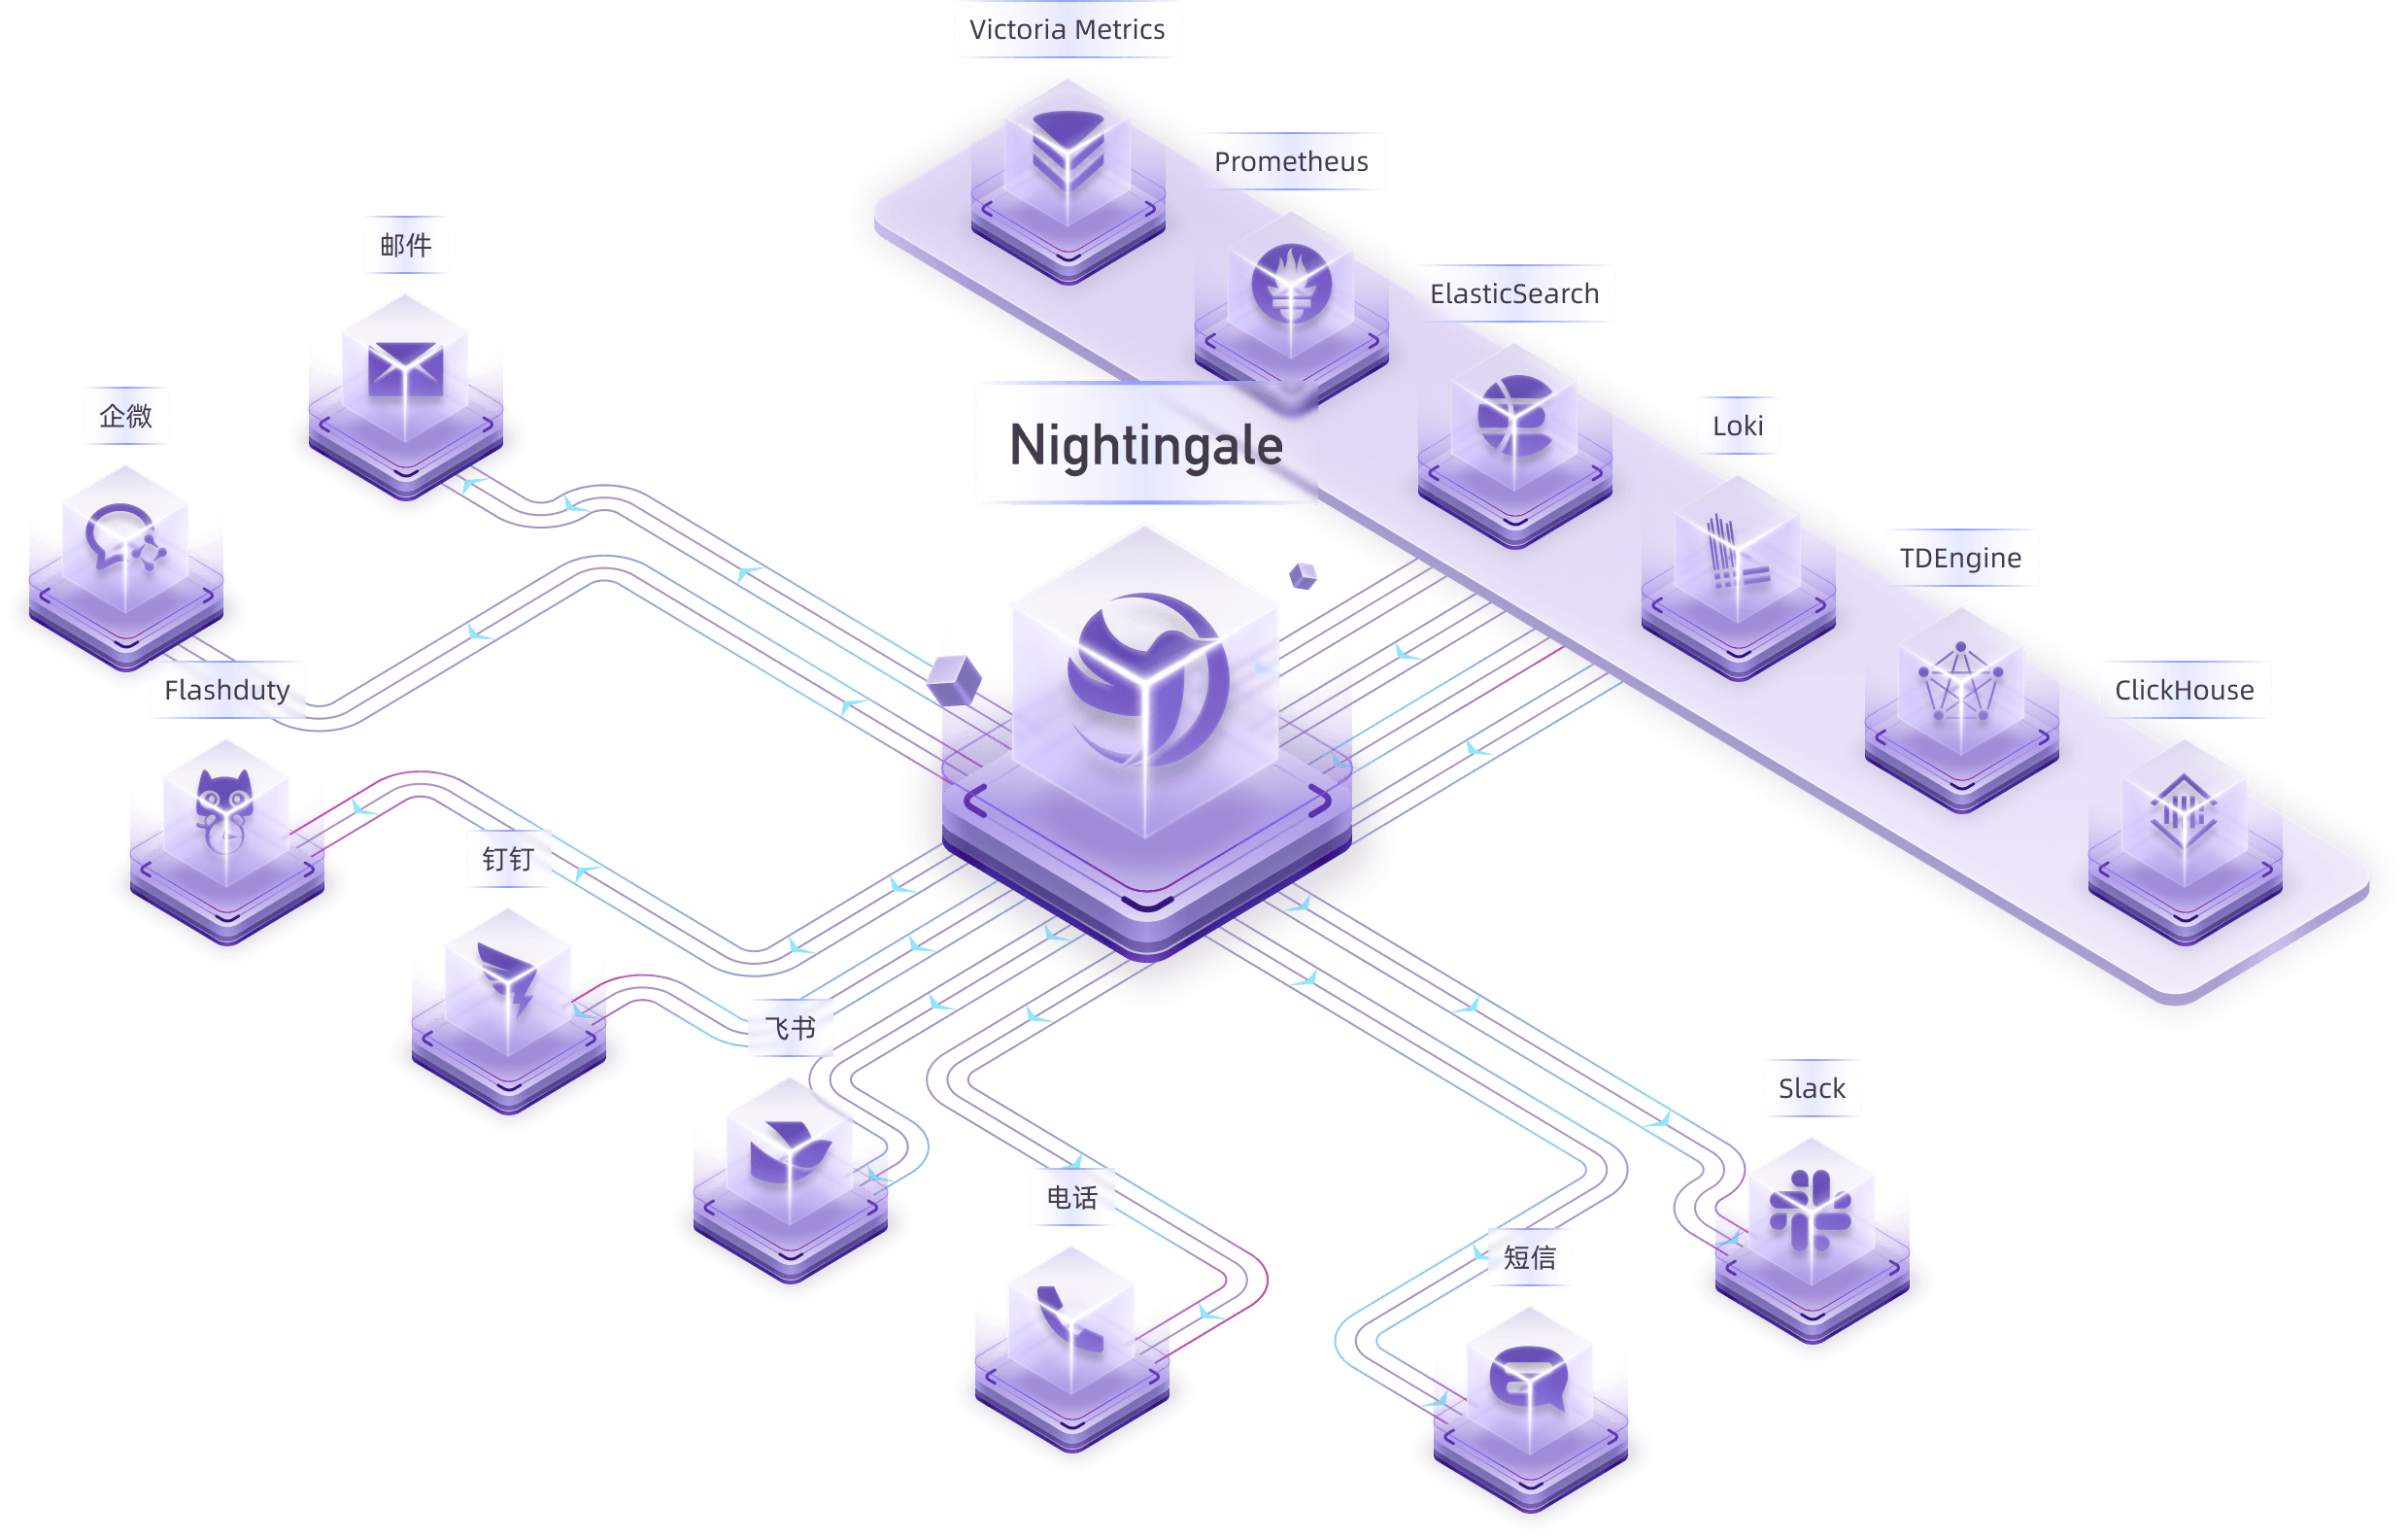 Victoria Metrics
Prometheus
邮件
ElasticSearch
企微
Loki
Nightingale
TDEngine
Flashduty
ClickHouse
钉钉
飞书
Slack
电话
短信